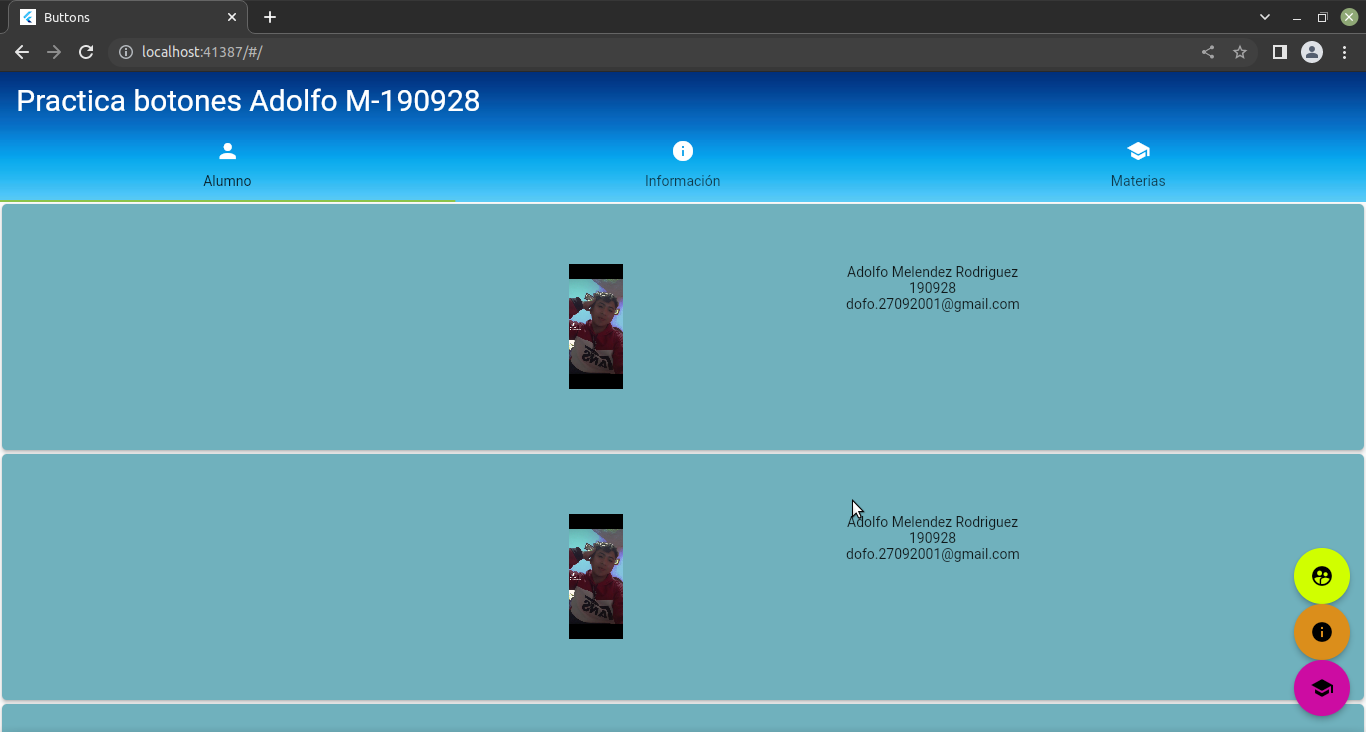 Buttons
localhost:41387/#/
Practica botones Adolfo M-190928
Alumno
Información
Materias
Adolfo Melendez Rodriguez
190928
dofo.27092001@gmail.com
Adolfo Melendez Rodriguez
190928
dofo.27092001@gmail.com